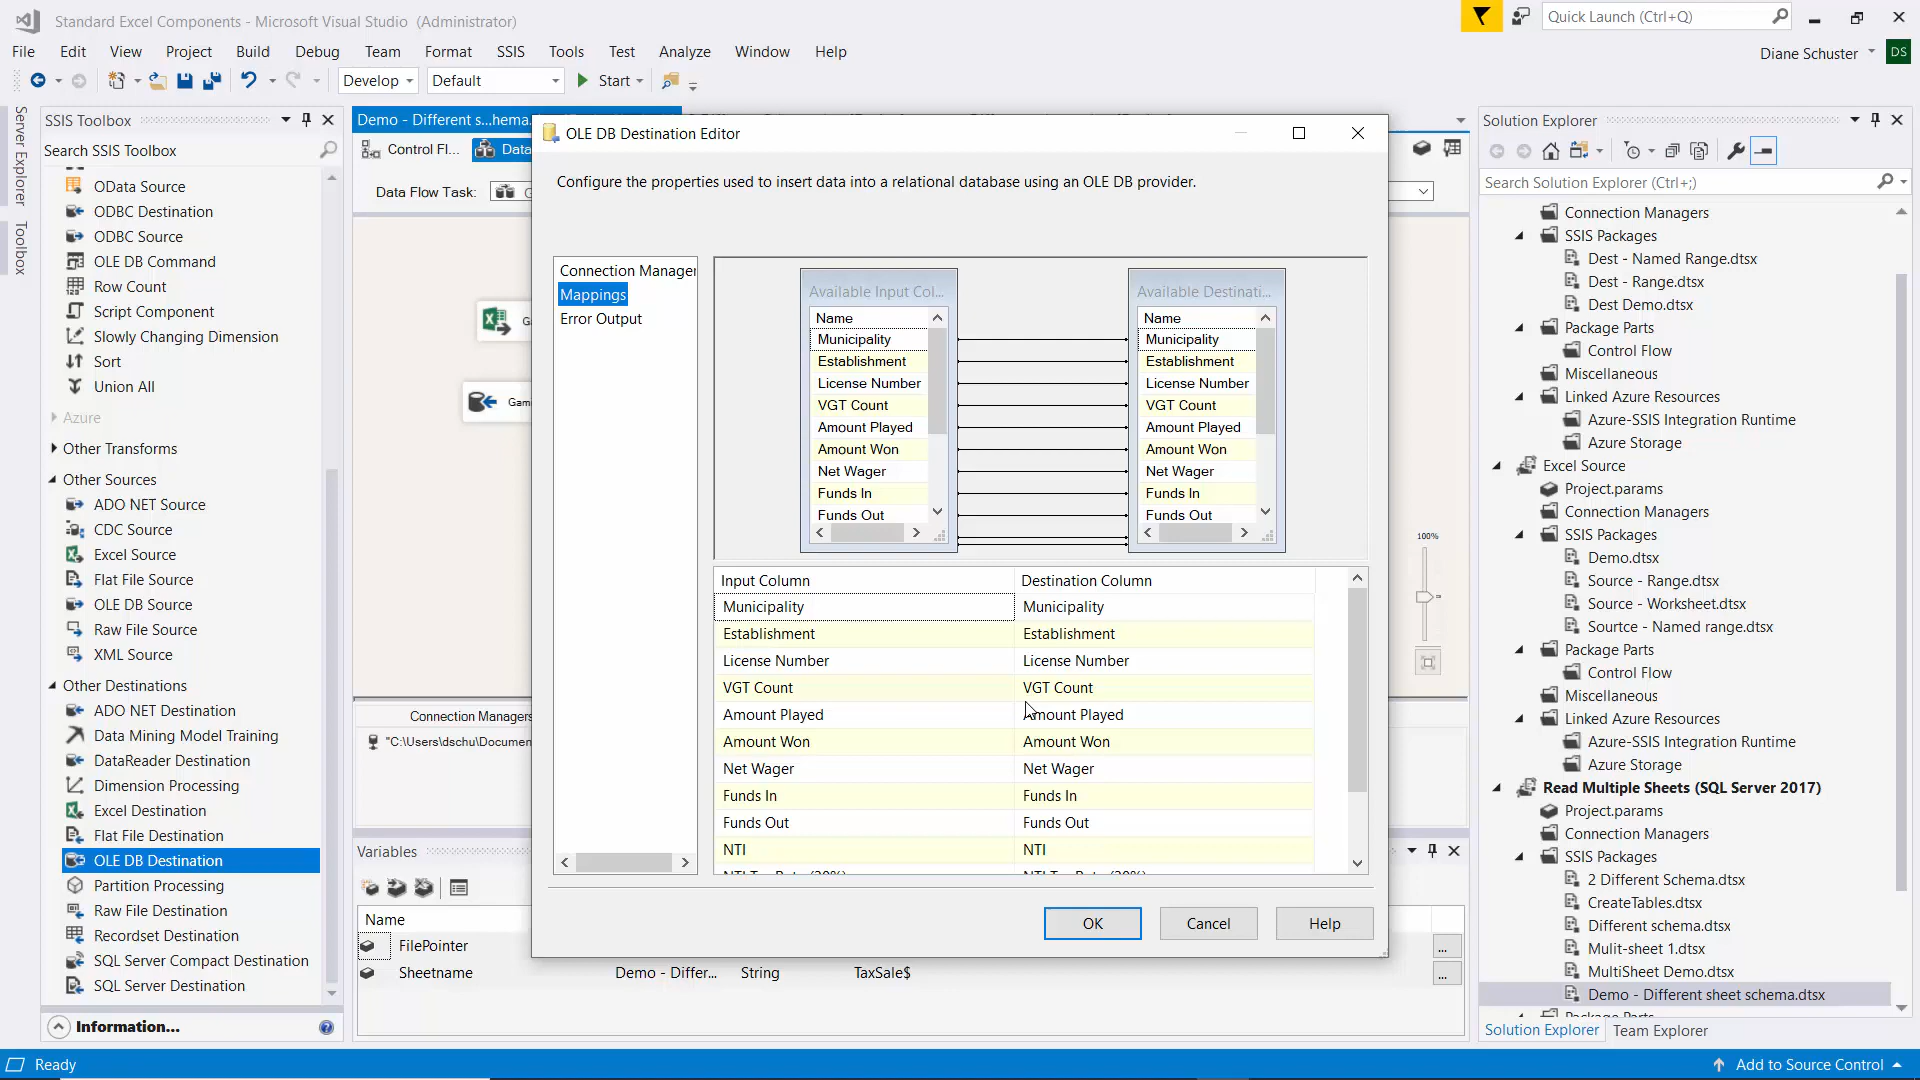 Standard Excel Components - Microsoft Visual Studio (Administrator)
Quick Launch (Ctrl+Q)
File Edit View Project Build Debug Team Format SSIS Tools Test Analyze Window Help
Diane Schuster DS
Develop Default Start
Server Explorer
Toolbox
SSIS Toolbox
Search SSIS Toolbox
OData Source
ODBC Destination
ODBC Source
OLE DB Command
Row Count
Script Component
Slowly Changing Dimension
Sort
Union All
Azure
Other Transforms
Other Sources
ADO NET Source
CDC Source
Excel Source
Flat File Source
OLE DB Source
Raw File Source
XML Source
Other Destinations
ADO NET Destination
Data Mining Model Training
DataReader Destination
Dimension Processing
Excel Destination
Flat File Destination
OLE DB Destination
Partition Processing
Raw File Destination
Recordset Destination
SQL Server Compact Destination
SQL Server Destination
Information...
Demo - Different s...hema.
Control Fl... Data
Data Flow Task:
Gam
100%
Connection Managers
"C:\Users\dschu\Documen
Variables
Name
FilePointer
Sheetname Demo - Differ... String TaxSale$
...
...
OLE DB Destination Editor
Configure the properties used to insert data into a relational database using an OLE DB provider.
Connection Manager
Mappings
Error Output
Available Input Col...
Name
Municipality
Establishment
License Number
VGT Count
Amount Played
Amount Won
Net Wager
Funds In
Funds Out
Available Destinati...
Name
Municipality
Establishment
License Number
VGT Count
Amount Played
Amount Won
Net Wager
Funds In
Funds Out
Input Column Destination Column
Municipality Municipality
Establishment Establishment
License Number License Number
VGT Count VGT Count
Amount Played Amount Played
Amount Won Amount Won
Net Wager Net Wager
Funds In Funds In
Funds Out Funds Out
NTI NTI
OK Cancel Help
Solution Explorer
Search Solution Explorer (Ctrl+;)
Connection Managers
SSIS Packages
Dest - Named Range.dtsx
Dest - Range.dtsx
Dest Demo.dtsx
Package Parts
Control Flow
Miscellaneous
Linked Azure Resources
Azure-SSIS Integration Runtime
Azure Storage
Excel Source
Project.params
Connection Managers
SSIS Packages
Demo.dtsx
Source - Range.dtsx
Source - Worksheet.dtsx
Sourtce - Named range.dtsx
Package Parts
Control Flow
Miscellaneous
Linked Azure Resources
Azure-SSIS Integration Runtime
Azure Storage
Read Multiple Sheets (SQL Server 2017)
Project.params
Connection Managers
SSIS Packages
2 Different Schema.dtsx
CreateTables.dtsx
Different schema.dtsx
Mulit-sheet 1.dtsx
MultiSheet Demo.dtsx
Demo - Different sheet schema.dtsx
Solution Explorer Team Explorer
Ready
Add to Source Control